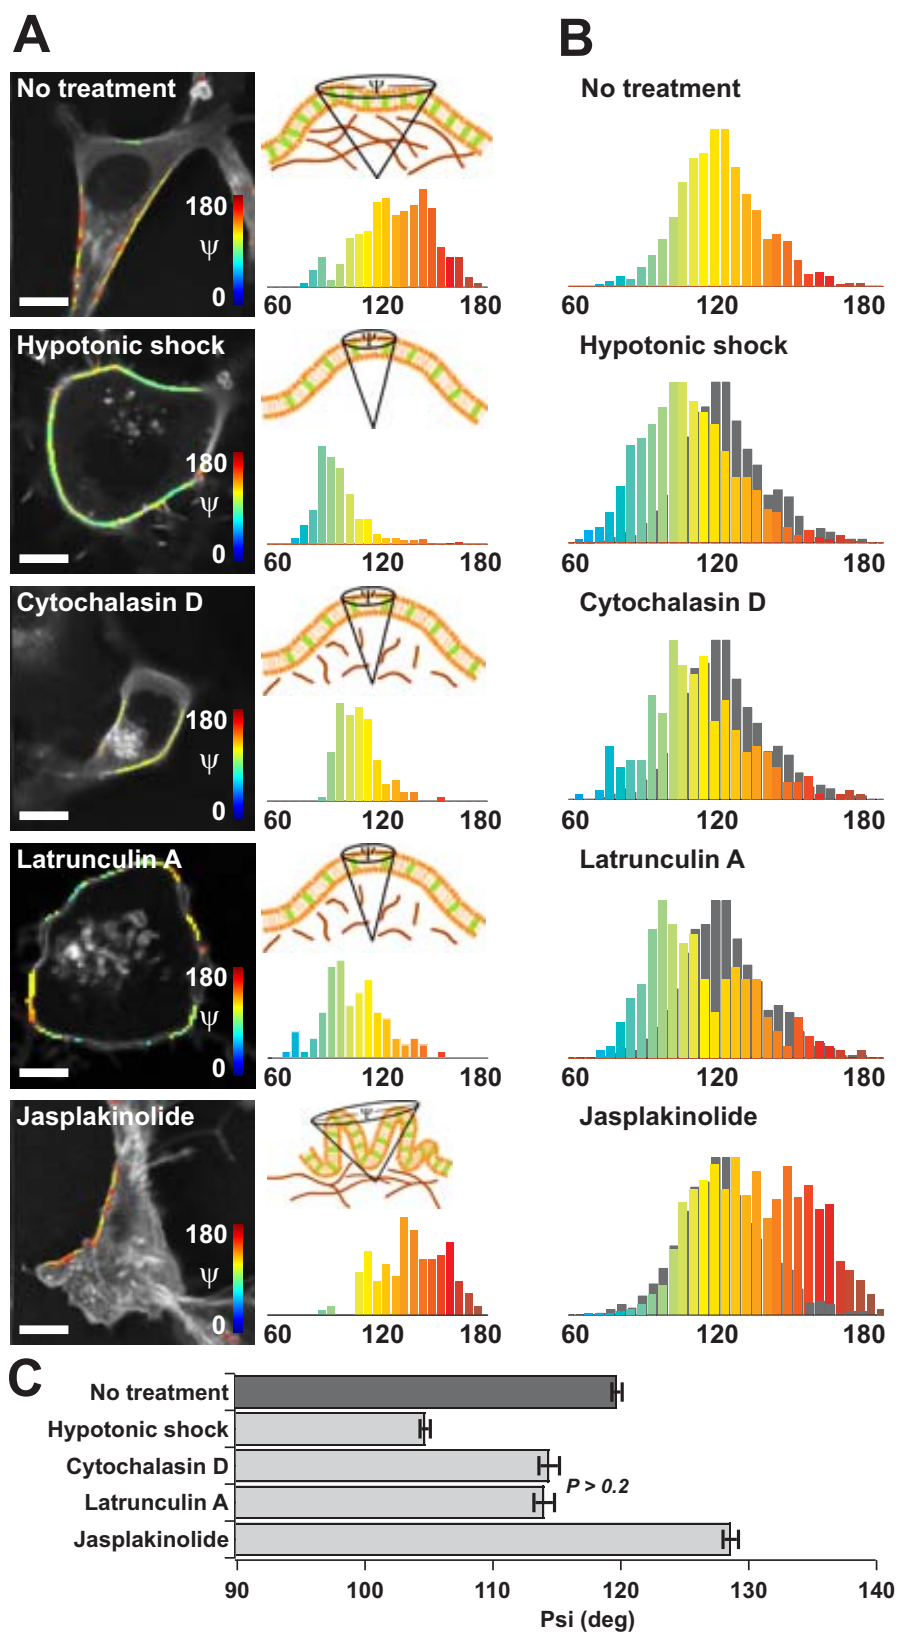 A
B
No treatment
180
ψ
0
Ψ
60 120 180
No treatment
60 120 180
Hypotonic shock
180
ψ
0
Ψ
60 120 180
Hypotonic shock
60 120 180
Cytochalasin D
180
ψ
0
Ψ
60 120 180
Cytochalasin D
60 120 180
Latrunculin A
180
ψ
0
Ψ
60 120 180
Latrunculin A
60 120 180
Jasplakinolide
180
ψ
0
Ψ
60 120 180
Jasplakinolide
60 120 180
C
No treatment
Hypotonic shock
Cytochalasin D
P > 0.2
Latrunculin A
Jasplakinolide
90 100 110 120 130 140
Psi (deg)